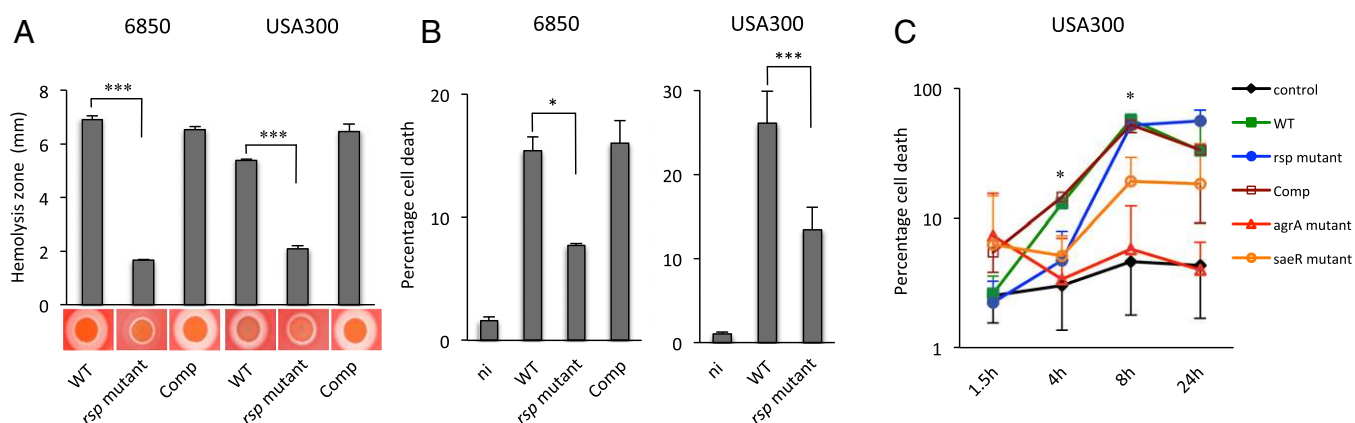 A
6850
USA300
Hemolysis zone (mm)
8
6
4
2
0
***
***
WT
rsp mutant
Comp
WT
rsp mutant
Comp
B
6850
USA300
Percentage cell death
20
10
0
*
ni
WT
rsp mutant
Comp
30
20
10
0
***
ni
WT
rsp mutant
C
USA300
Percentage cell death
100
10
1
*
*
1.5h
4h
8h
24h
control
WT
rsp mutant
Comp
agrA mutant
saeR mutant